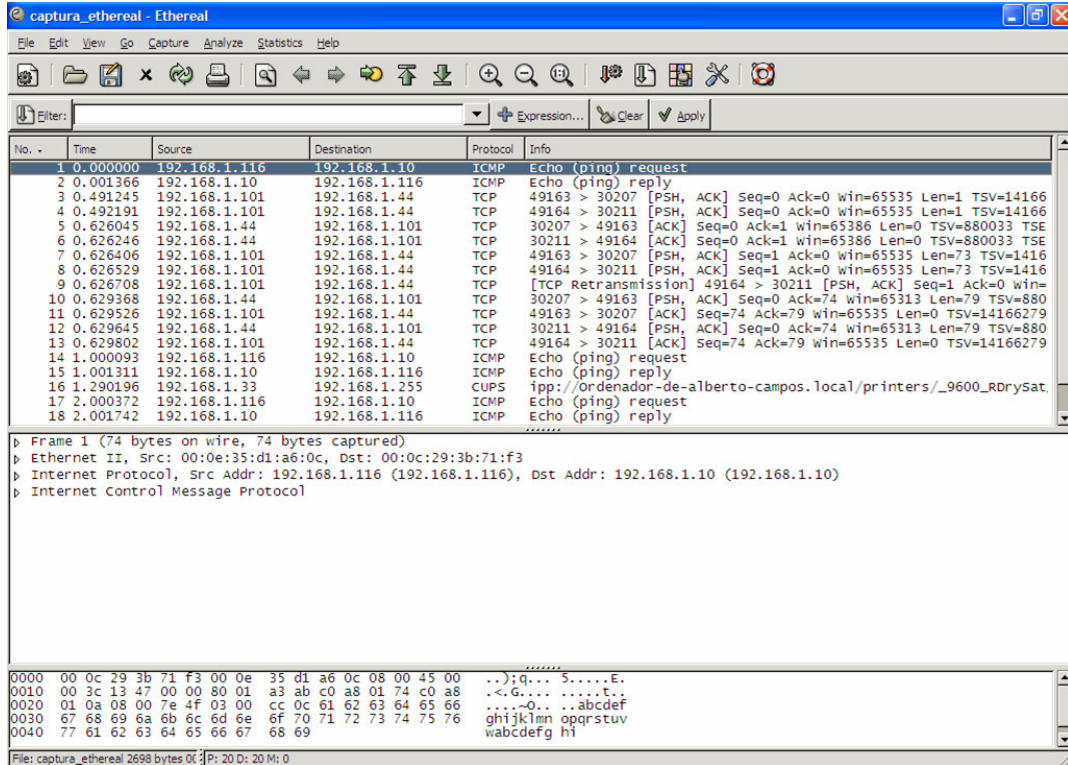 captura_ethereal - Ethereal
File Edit View Go Capture Analyze Statistics Help
Filter: Expression... Clear Apply
No. - Time Source Destination Protocol Info
1 0.000000 192.168.1.116 192.168.1.10 ICMP Echo (ping) request
2 0.001366 192.168.1.10 192.168.1.116 ICMP Echo (ping) reply
3 0.491245 192.168.1.101 192.168.1.44 TCP 49163 > 30207 [PSH, ACK] Seq=0 Ack=0 Win=65535 Len=1 TSV=14166
4 0.492191 192.168.1.101 192.168.1.44 TCP 49164 > 30211 [PSH, ACK] Seq=0 Ack=0 Win=65535 Len=1 TSV=14166
5 0.626045 192.168.1.44 192.168.1.101 TCP 30207 > 49163 [ACK] Seq=0 Ack=1 Win=65386 Len=0 TSV=880033 TSE
6 0.626246 192.168.1.44 192.168.1.101 TCP 30211 > 49164 [ACK] Seq=0 Ack=1 Win=65386 Len=0 TSV=880033 TSE
7 0.626406 192.168.1.101 192.168.1.44 TCP 49163 > 30207 [PSH, ACK] Seq=1 Ack=0 Win=65535 Len=73 TSV=1416
8 0.626529 192.168.1.101 192.168.1.44 TCP 49164 > 30211 [PSH, ACK] Seq=1 Ack=0 Win=65535 Len=73 TSV=1416
9 0.626708 192.168.1.101 192.168.1.44 TCP [TCP Retransmission] 49164 > 30211 [PSH, ACK] Seq=1 Ack=0 Win=
10 0.629368 192.168.1.44 192.168.1.101 TCP 30207 > 49163 [PSH, ACK] Seq=0 Ack=74 Win=65313 Len=79 TSV=880
11 0.629526 192.168.1.101 192.168.1.44 TCP 49163 > 30207 [ACK] Seq=74 Ack=79 Win=65535 Len=0 TSV=14166279
12 0.629645 192.168.1.44 192.168.1.101 TCP 30211 > 49164 [PSH, ACK] Seq=0 Ack=74 Win=65313 Len=79 TSV=880
13 0.629802 192.168.1.101 192.168.1.44 TCP 49164 > 30211 [ACK] Seq=74 Ack=79 Win=65535 Len=0 TSV=14166279
14 1.000093 192.168.1.116 192.168.1.10 ICMP Echo (ping) request
15 1.001311 192.168.1.10 192.168.1.116 ICMP Echo (ping) reply
16 1.290196 192.168.1.33 192.168.1.255 CUPS ipp://Ordenador-de-alberto-campos.local/printers/_9600_RDrySat.
17 2.000372 192.168.1.116 192.168.1.10 ICMP Echo (ping) request
18 2.001742 192.168.1.10 192.168.1.116 ICMP Echo (ping) reply
Frame 1 (74 bytes on wire, 74 bytes captured)
Ethernet II, Src: 00:0e:35:d1:a6:0c, Dst: 00:0c:29:3b:71:f3
Internet Protocol, Src Addr: 192.168.1.116 (192.168.1.116), Dst Addr: 192.168.1.10 (192.168.1.10)
Internet Control Message Protocol
0000 00 0c 29 3b 71 f3 00 0e 35 d1 a6 0c 08 00 45 00 ..);q... 5.....E.
0010 00 3c 13 47 00 00 80 01 a3 ab c0 a8 01 74 c0 a8 .<.G.... .....t..
0020 01 0a 08 00 7e 4f 03 00 cc 0c 61 62 63 64 65 66 ....~O.. ..abcdef
0030 67 68 69 6a 6b 6c 6d 6e 6f 70 71 72 73 74 75 76 ghijklmn opqrstuv
0040 77 61 62 63 64 65 66 67 68 69 wabcdefg hi
File: captura_ethereal 2698 bytes 00: P: 20 D: 20 M: 0